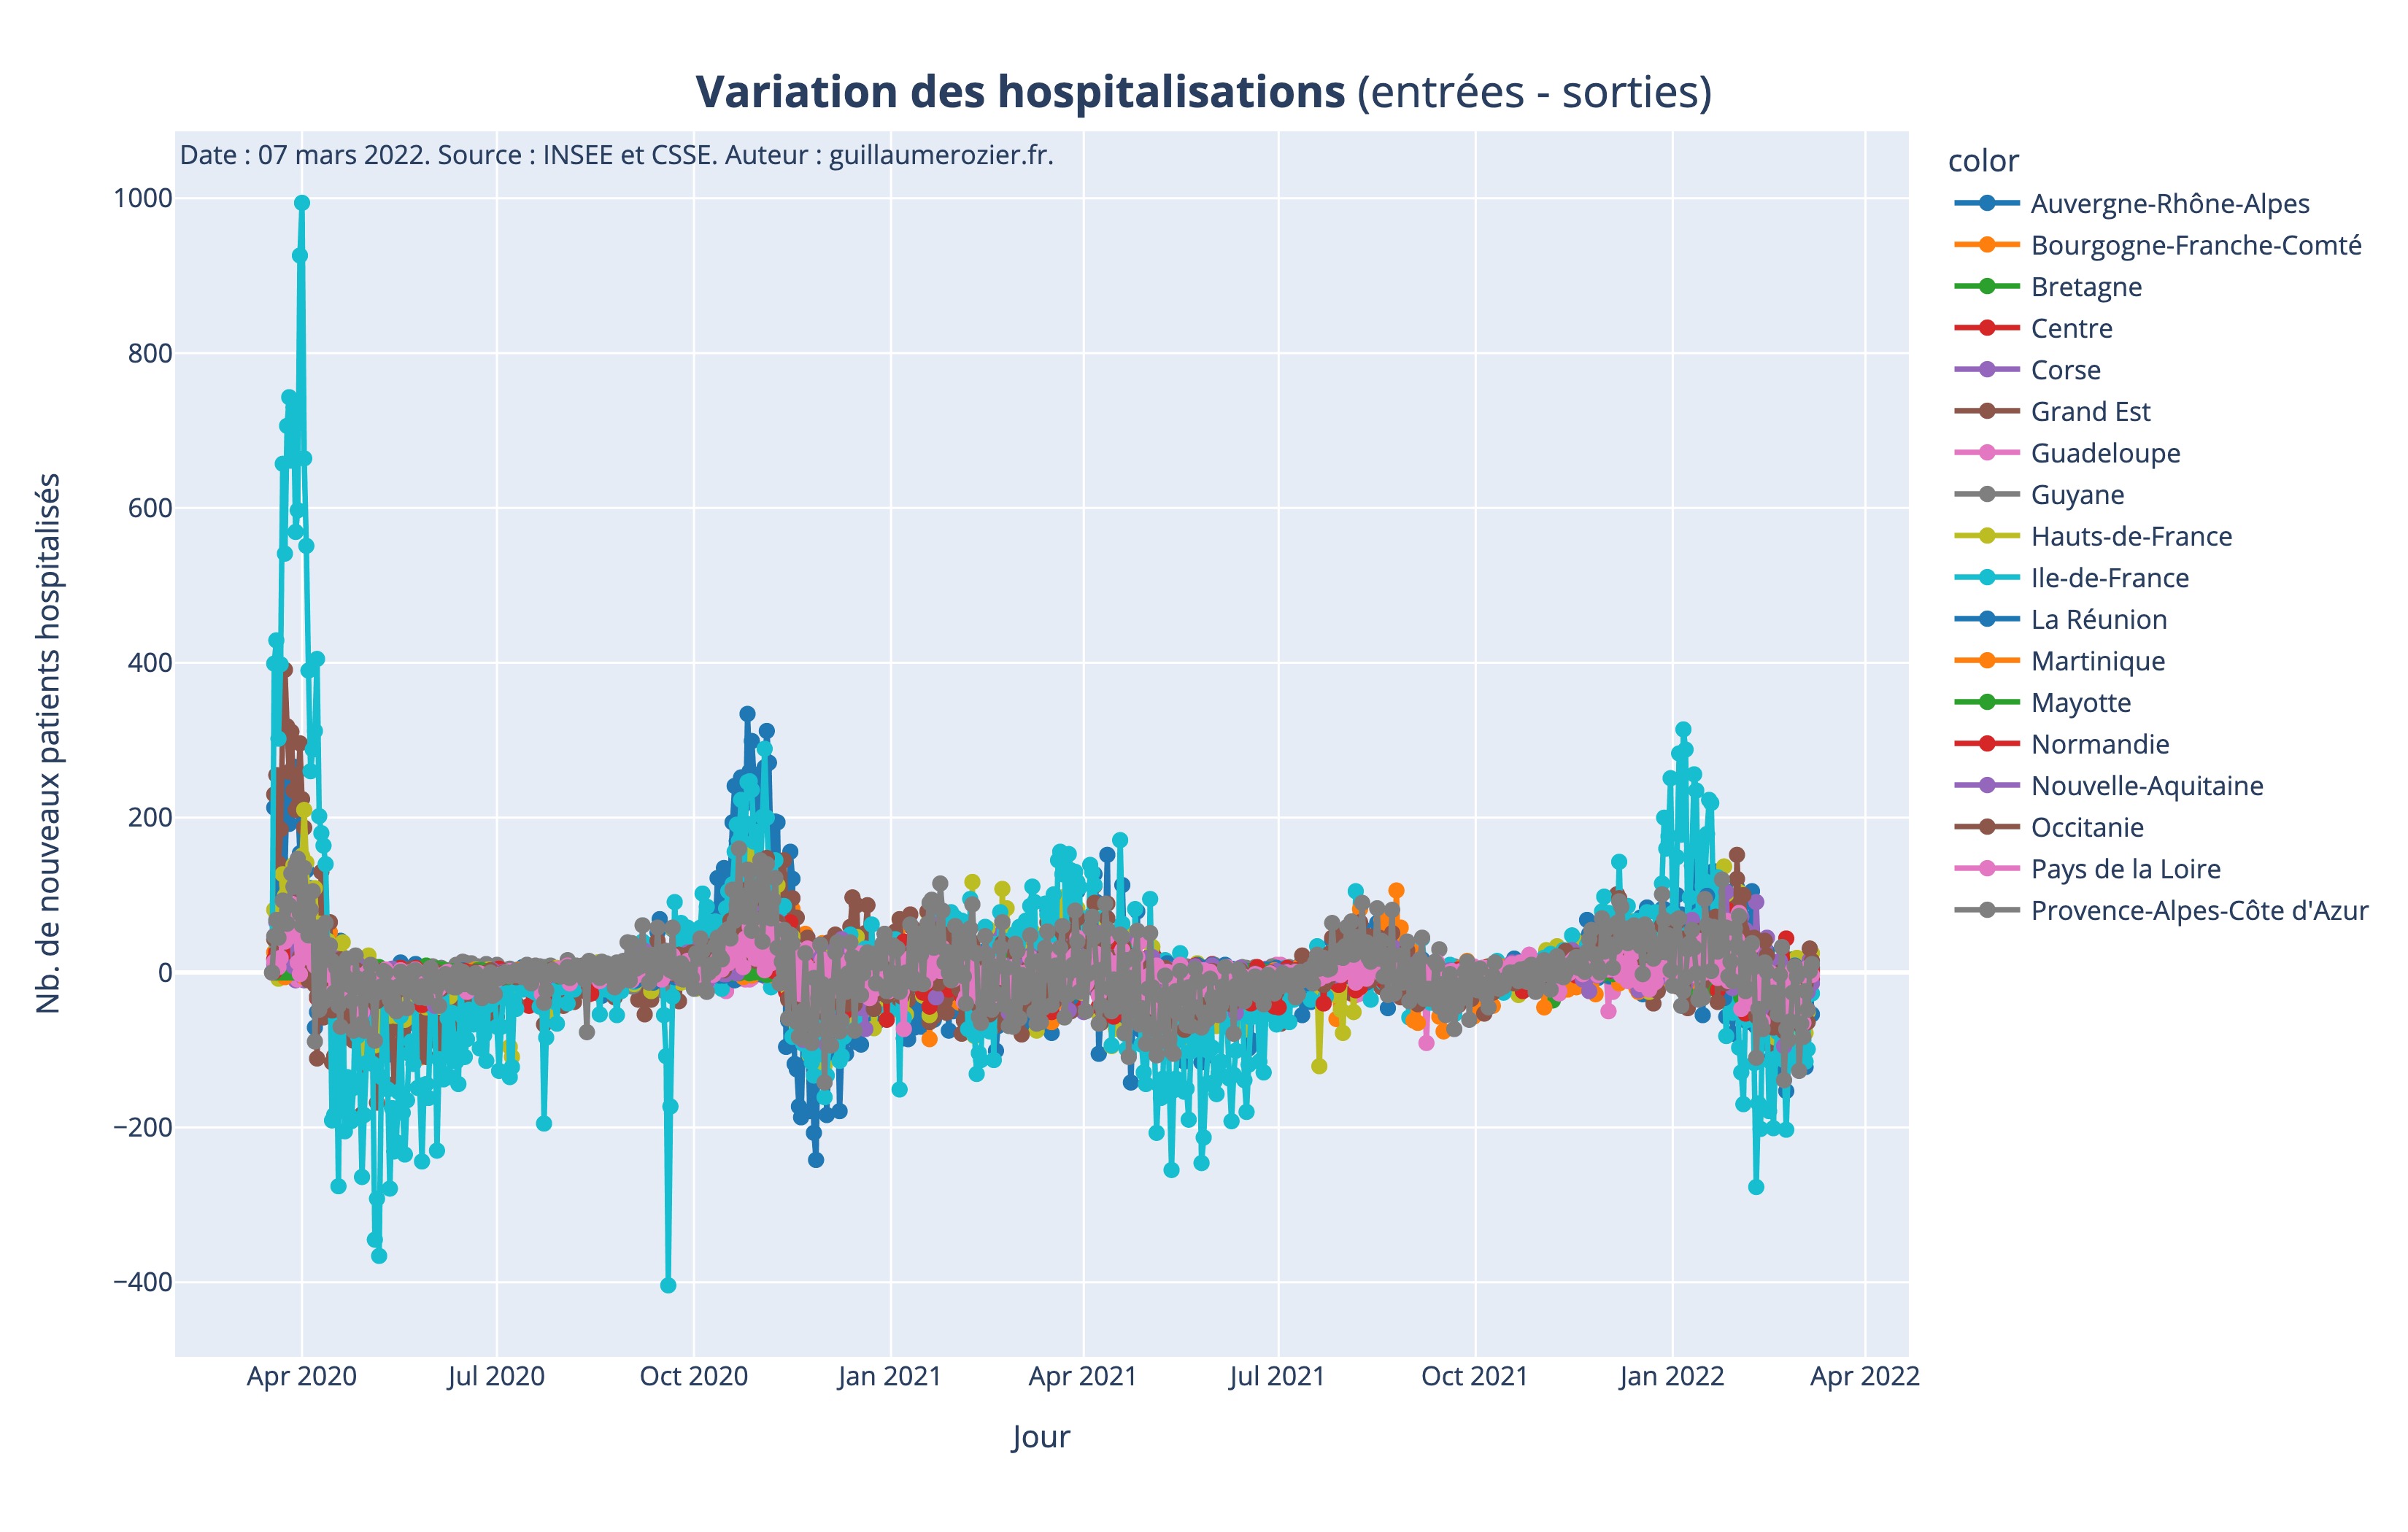 Variation des hospitalisations (entrées - sorties)
Date : 07 mars 2022. Source : INSEE et CSSE. Auteur : guillaumerozier.fr.
Nb. de nouveaux patients hospitalisés
1000
800
600
400
200
0
−200
−400
Apr 2020
Jul 2020
Oct 2020
Jan 2021
Apr 2021
Jul 2021
Oct 2021
Jan 2022
Apr 2022
Jour
color
Auvergne-Rhône-Alpes
Bourgogne-Franche-Comté
Bretagne
Centre
Corse
Grand Est
Guadeloupe
Guyane
Hauts-de-France
Ile-de-France
La Réunion
Martinique
Mayotte
Normandie
Nouvelle-Aquitaine
Occitanie
Pays de la Loire
Provence-Alpes-Côte d'Azur